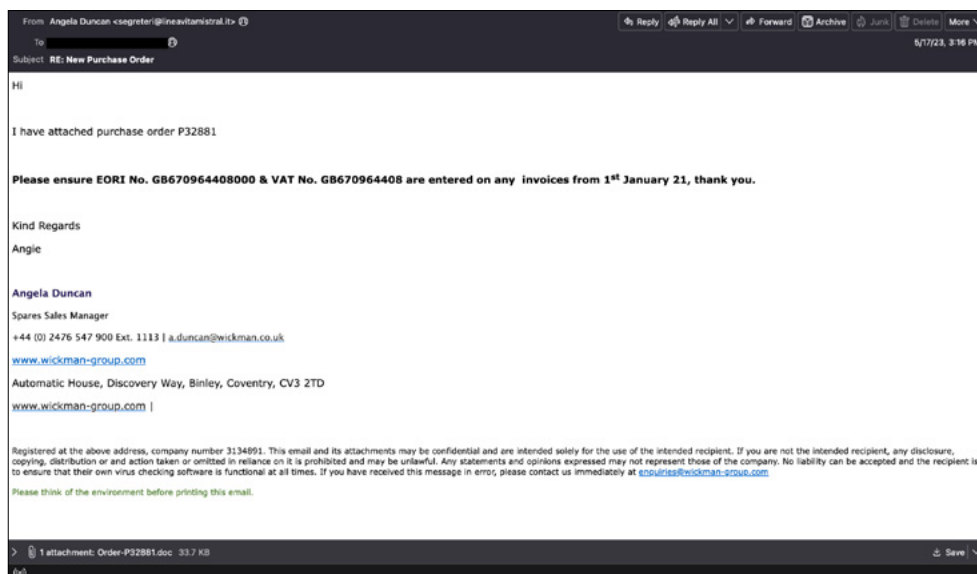 From Angela Duncan <segreteri@lineavitamistral.it>
Reply Reply All Forward Archive Junk Delete More
To
5/17/23, 3:16 PM
Subject RE: New Purchase Order
Hi
I have attached purchase order P32881
Please ensure EORI No. GB670964408000 & VAT No. GB670964408 are entered on any invoices from 1st January 21, thank you.
Kind Regards
Angie
Angela Duncan
Spares Sales Manager
+44 (0) 2476 547 900 Ext. 1113 | a.duncan@wickman.co.uk
www.wickman-group.com
Automatic House, Discovery Way, Binley, Coventry, CV3 2TD
www.wickman-group.com |
Registered at the above address, company number 3134891. This email and its attachments may be confidential and are intended solely for the use of the intended recipient. If you are not the intended recipient, any disclosure,
copying, distribution or and action taken or omitted in reliance on it is prohibited and may be unlawful. Any statements and opinions expressed may not represent those of the company. No liability can be accepted and the recipient is
to ensure that their own virus checking software is functional at all times. If you have received this message in error, please contact us immediately at enquiries@wickman-group.com
Please think of the environment before printing this email.
1 attachment: Order-P32881.doc 33.7 KB
Save